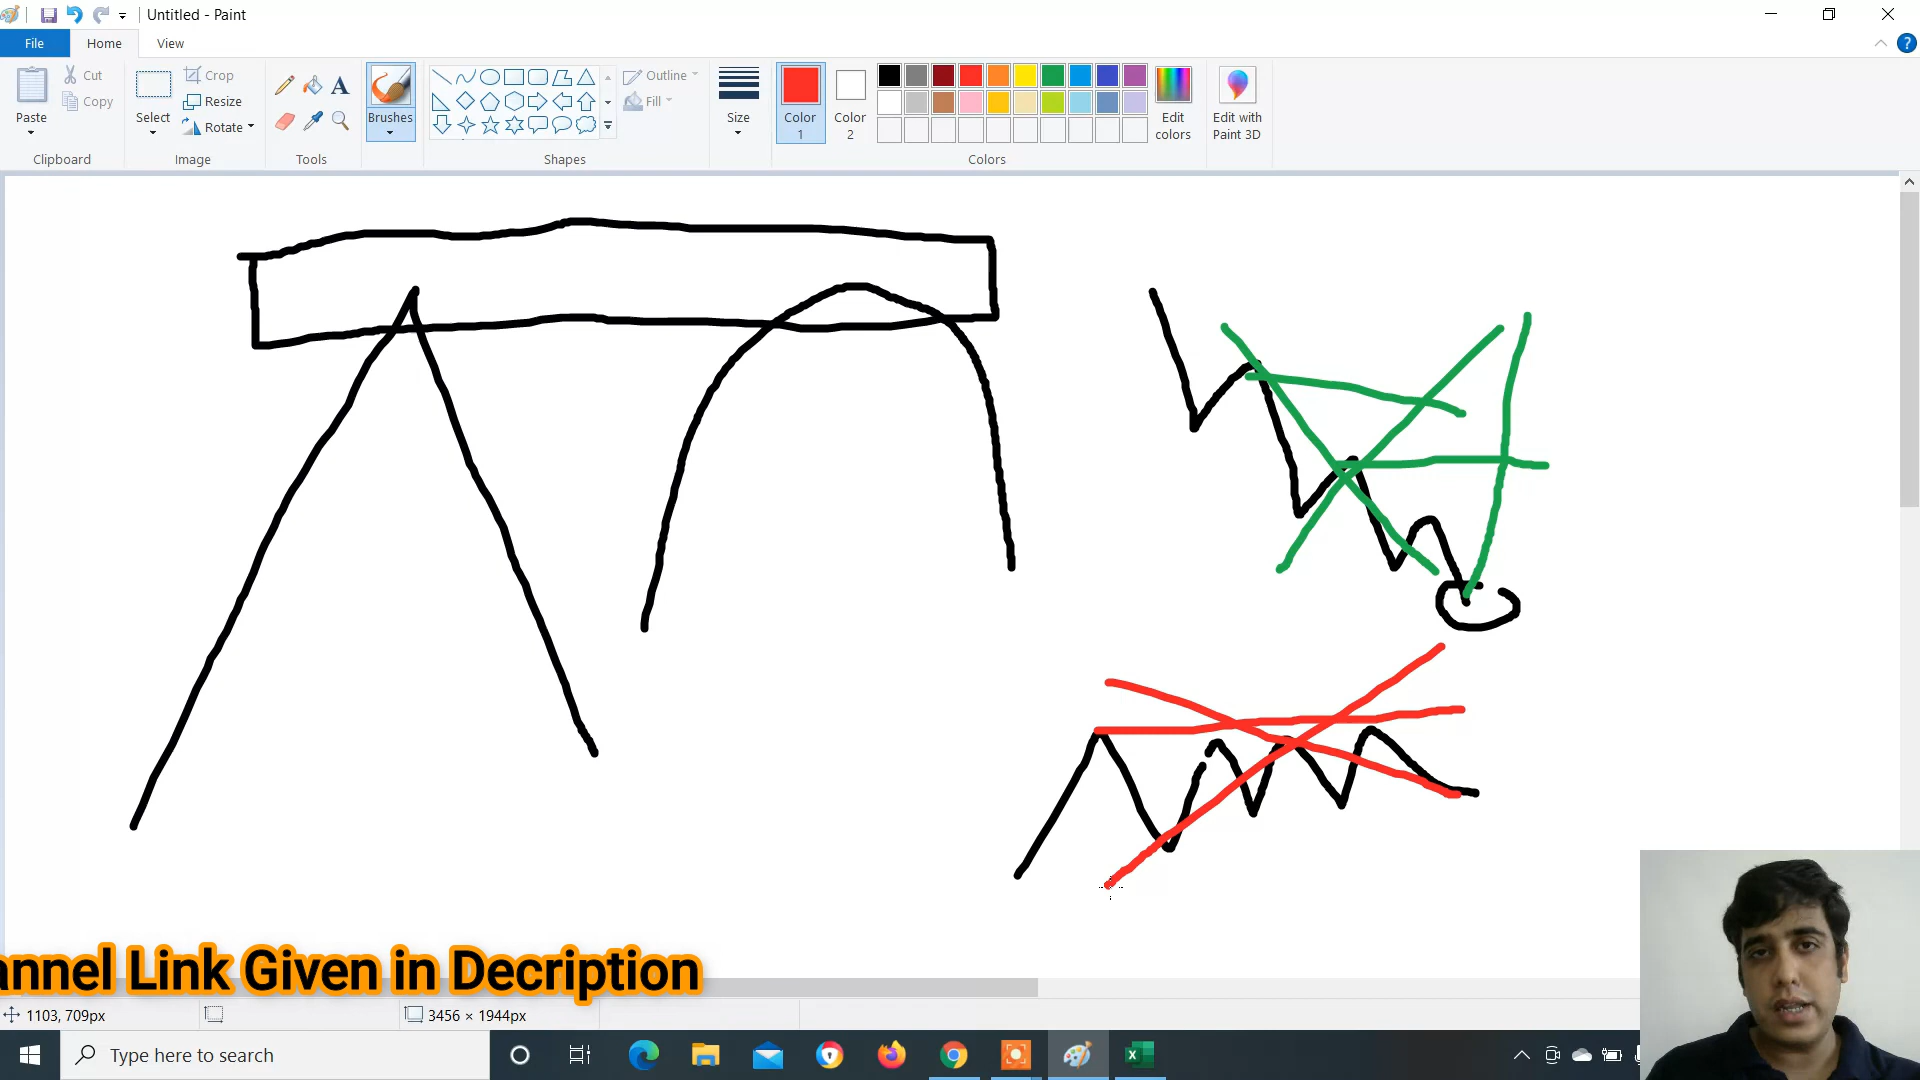 Untitled - Paint
File
Home
View
Paste
Cut
Copy
Clipboard
Select
Crop
Resize
Rotate
Image
A
Tools
Brushes
Shapes
Outline
Fill
Size
Color 1
Color 2
Colors
Edit colors
Edit with Paint 3D
?
annel Link Given in Decription
1103, 709px
3456 × 1944px
Type here to search
X